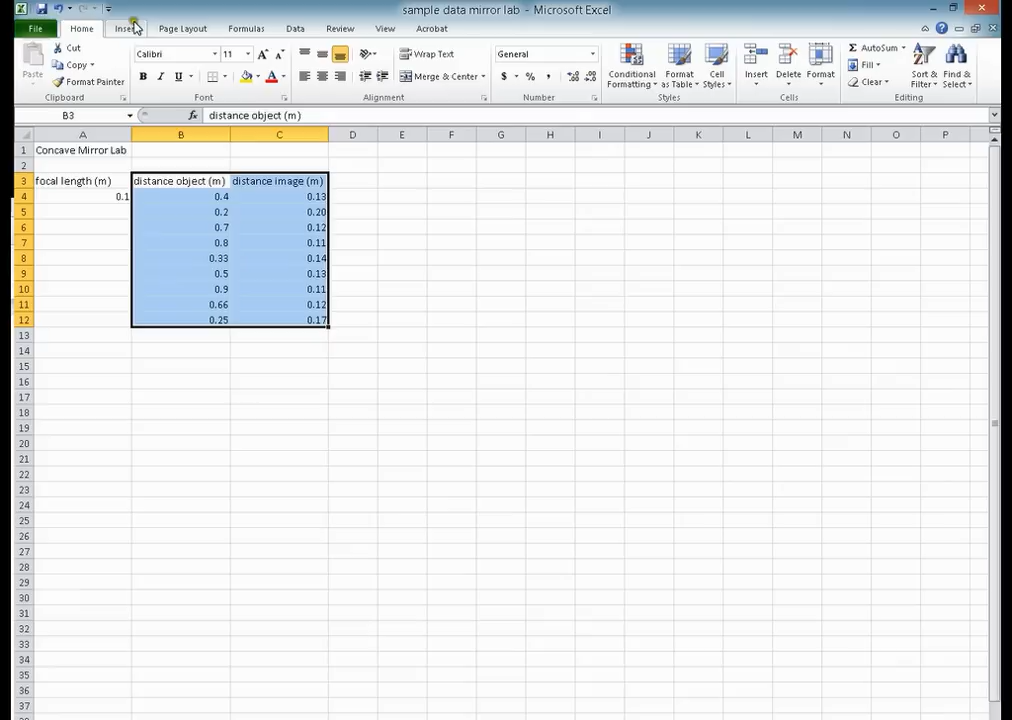 sample data mirror lab - Microsoft Excel
File Home Insert Page Layout Formulas Data Review View Acrobat
Cut
Copy
Format Painter
Paste
Clipboard
Calibri 11
B I U A
Font
Wrap Text
Merge & Center
Alignment
General
$ % ,
Number
Conditional Formatting
Format as Table
Cell Styles
Styles
Insert Delete Format
Cells
AutoSum
Fill
Clear
Sort & Filter
Find & Select
Editing
B3 fx distance object (m)
A B C D E F G H I J K L M N O P
1 Concave Mirror Lab
2
3 focal length (m) distance object (m) distance image (m)
4 0.1 0.4 0.13
5 0.2 0.20
6 0.7 0.12
7 0.8 0.11
8 0.33 0.14
9 0.5 0.13
10 0.9 0.11
11 0.66 0.12
12 0.25 0.17
13
14
15
16
17
18
19
20
21
22
23
24
25
26
27
28
29
30
31
32
33
34
35
36
37